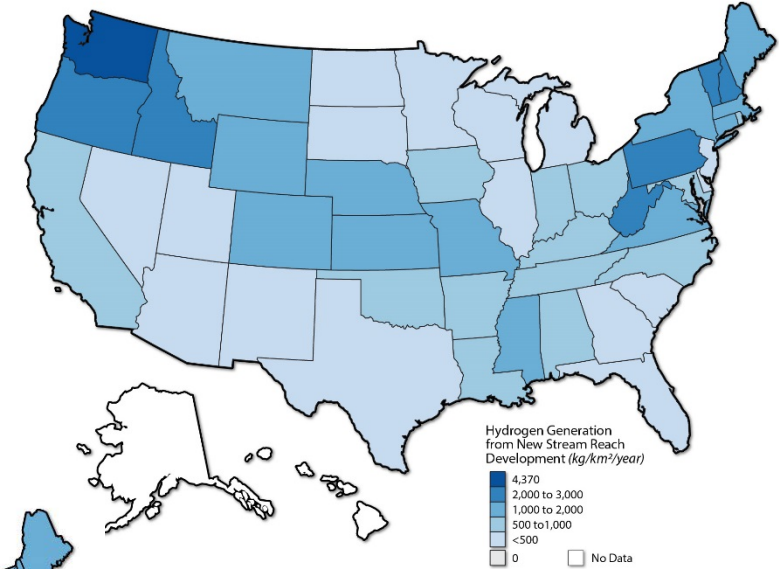 Hydrogen Generation
from New Stream Reach
Development (kg/km²/year)
4,370
2,000 to 3,000
1,000 to 2,000
500 to1,000
<500
0 No Data